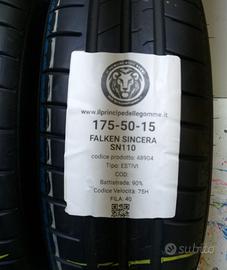 www.ilprincipedellegomme.it
175-50-15
FALKEN SINCERA
SN110
codice prodotto: 48904
Tipo: ESTIVI
COD:
Battistrada: 90%
Codice Velocità: 75H
FILA: 40
subito